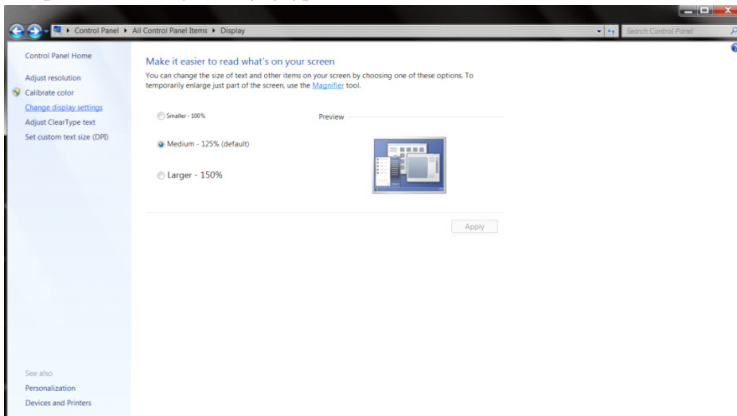 Control Panel ▸ All Control Panel Items ▸ Display
Search Control Panel
Control Panel Home
Adjust resolution
Calibrate color
Change display settings
Adjust ClearType text
Set custom text size (DPI)
Make it easier to read what's on your screen
You can change the size of text and other items on your screen by choosing one of these options. To
temporarily enlarge just part of the screen, use the Magnifier tool.
Smaller - 100%
Preview
Medium - 125% (default)
Larger - 150%
Apply
See also
Personalization
Devices and Printers